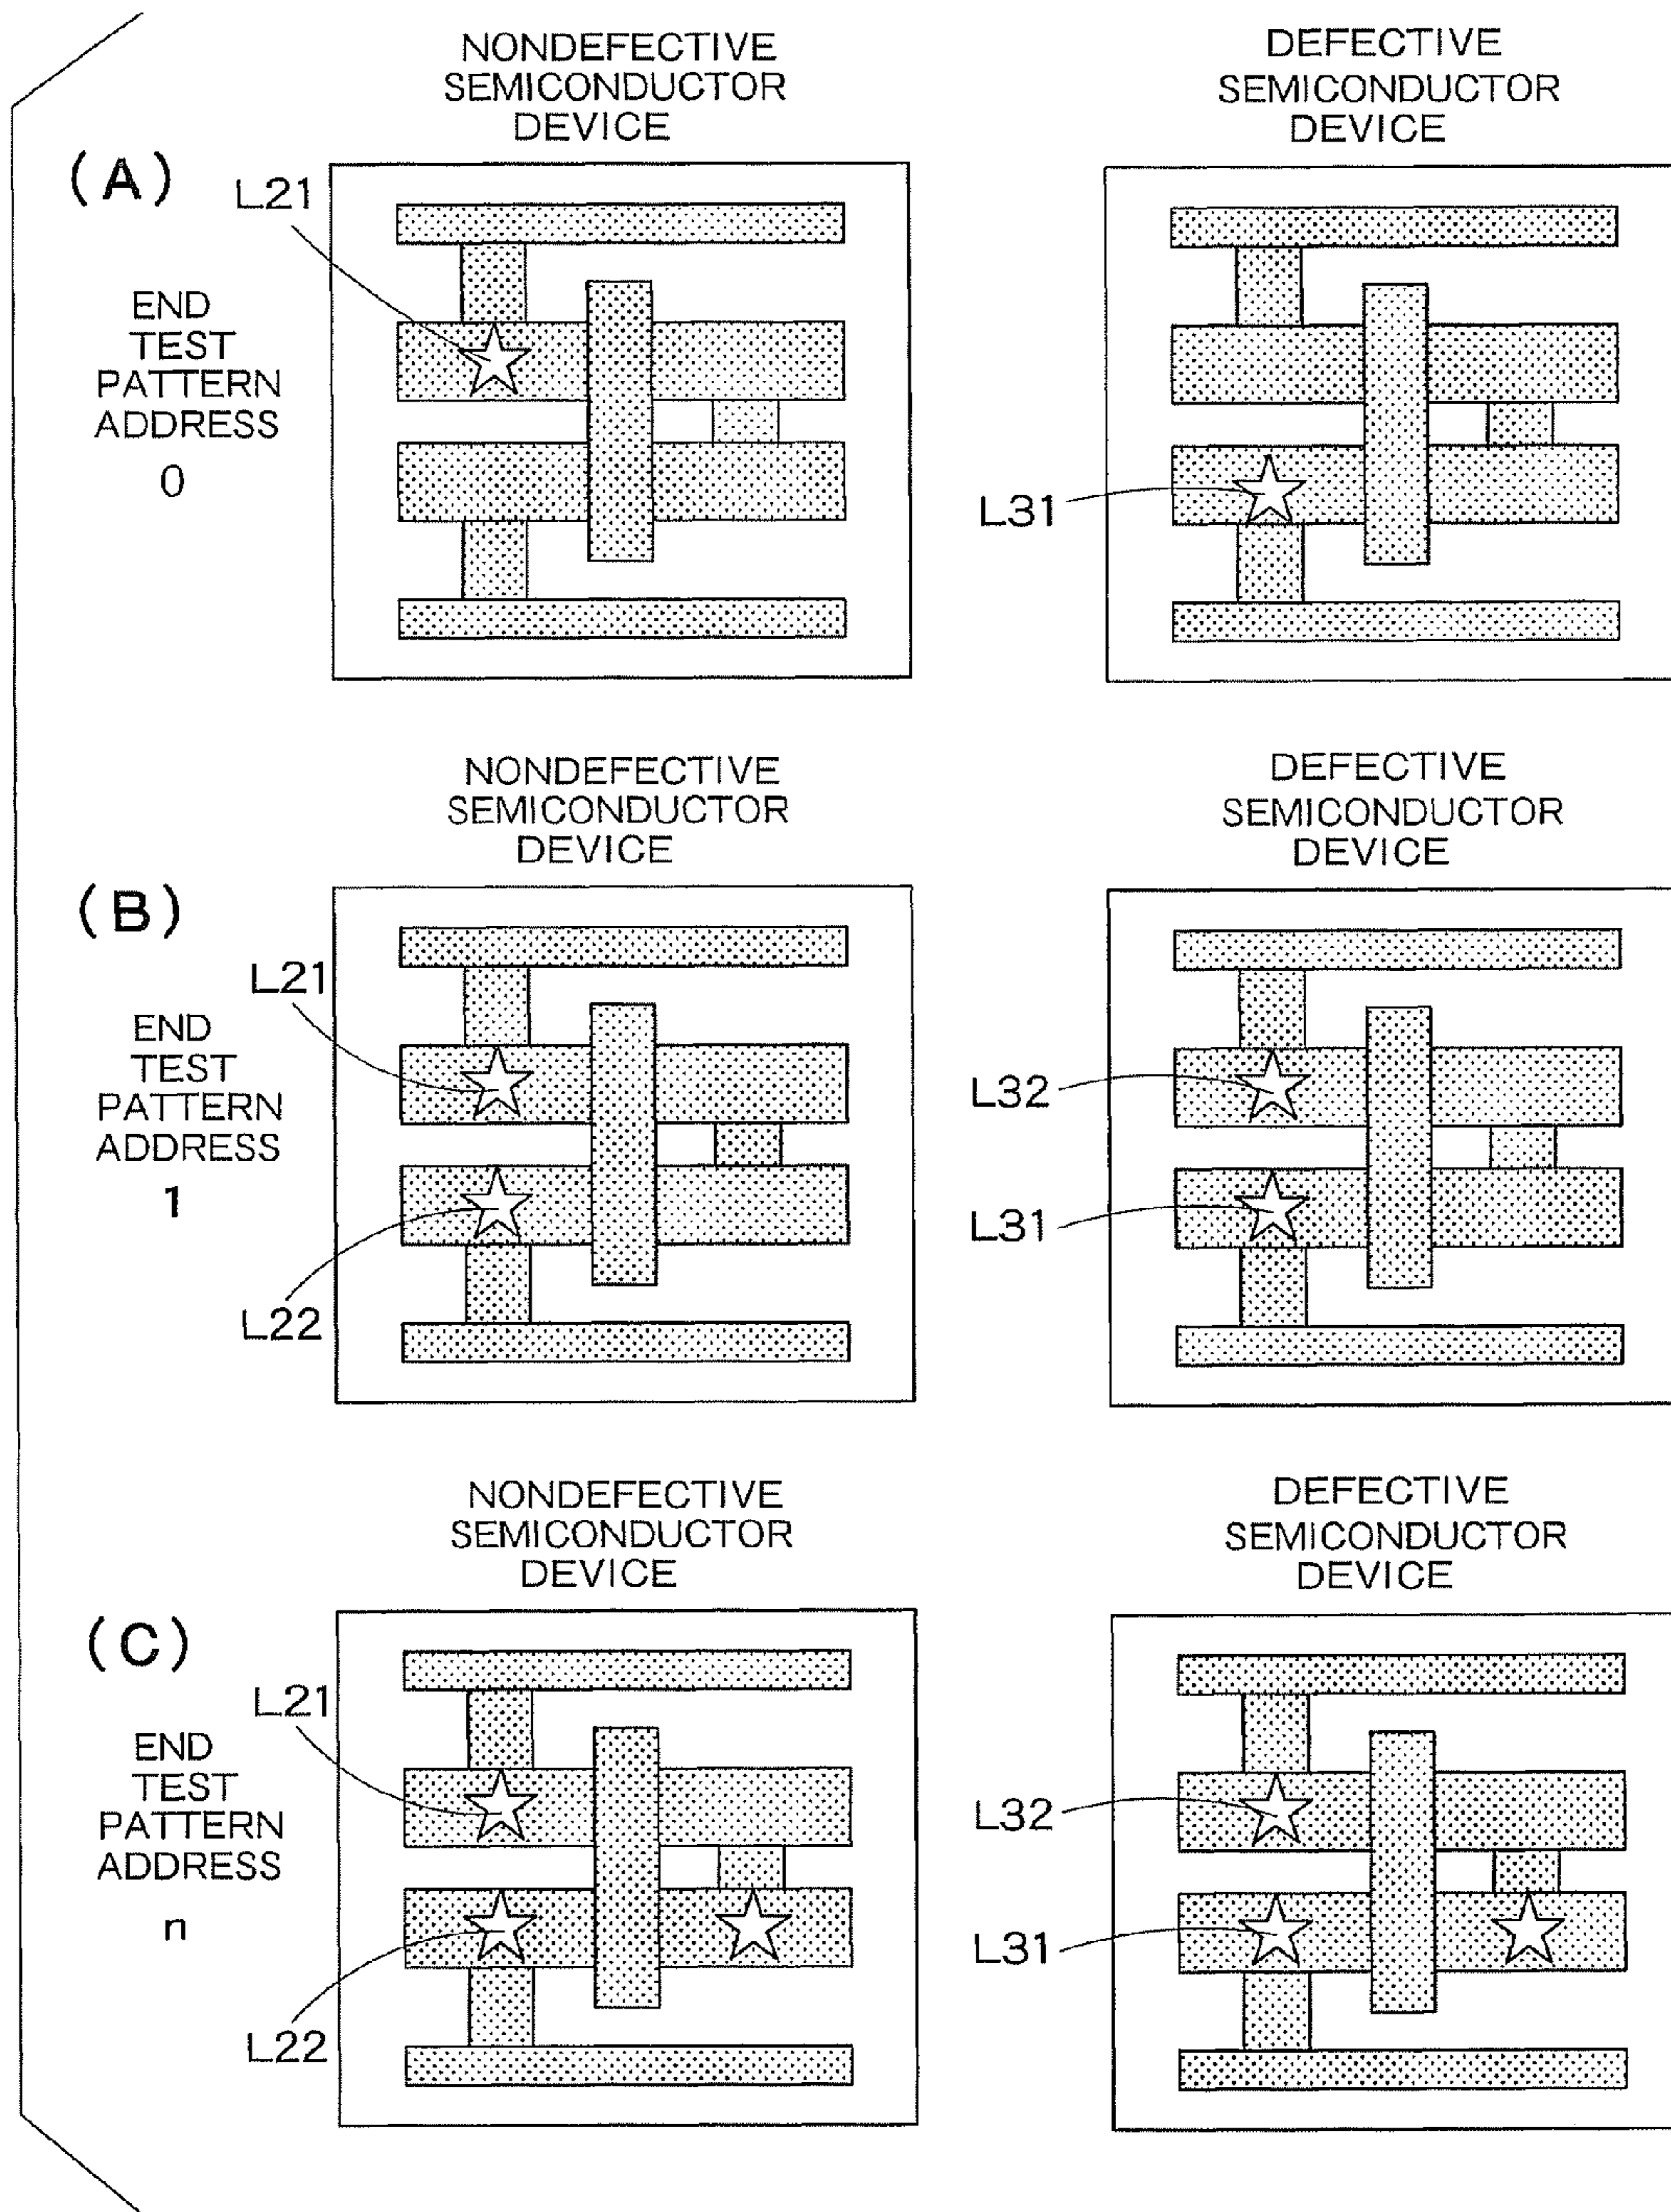 NONDEFECTIVE
SEMICONDUCTOR
DEVICE
DEFECTIVE
SEMICONDUCTOR
DEVICE
(A)
L21
END
TEST
PATTERN
ADDRESS
0
L31
NONDEFECTIVE
SEMICONDUCTOR
DEVICE
DEFECTIVE
SEMICONDUCTOR
DEVICE
(B)
L21
END
TEST
PATTERN
ADDRESS
1
L22
L32
L31
NONDEFECTIVE
SEMICONDUCTOR
DEVICE
DEFECTIVE
SEMICONDUCTOR
DEVICE
(C)
L21
END
TEST
PATTERN
ADDRESS
n
L22
L32
L31